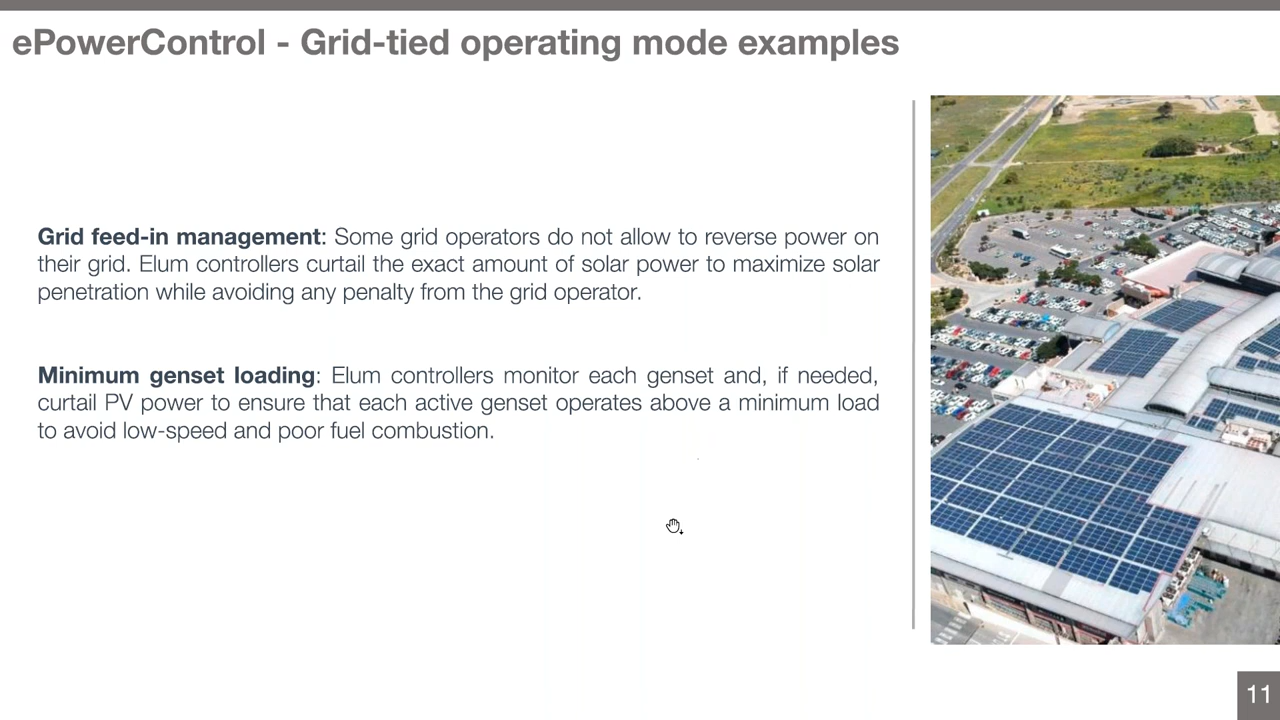 ePowerControl - Grid-tied operating mode examples
Grid feed-in management: Some grid operators do not allow to reverse power on
their grid. Elum controllers curtail the exact amount of solar power to maximize solar
penetration while avoiding any penalty from the grid operator.
Minimum genset loading: Elum controllers monitor each genset and, if needed,
curtail PV power to ensure that each active genset operates above a minimum load
to avoid low-speed and poor fuel combustion.
11